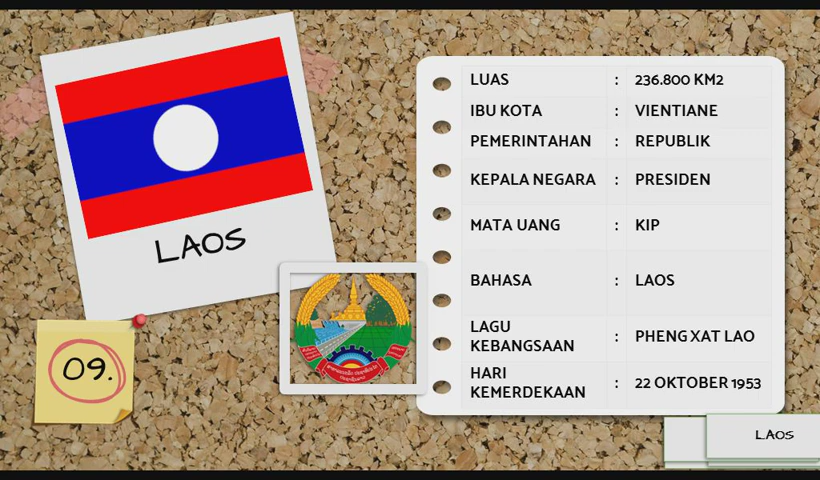 LAOS
09.
LUAS : 236.800 KM2
IBU KOTA : VIENTIANE
PEMERINTAHAN : REPUBLIK
KEPALA NEGARA : PRESIDEN
MATA UANG : KIP
BAHASA : LAOS
LAGU
KEBANGSAAN : PHENG XAT LAO
HARI
KEMERDEKAAN : 22 OKTOBER 1953
LAOS